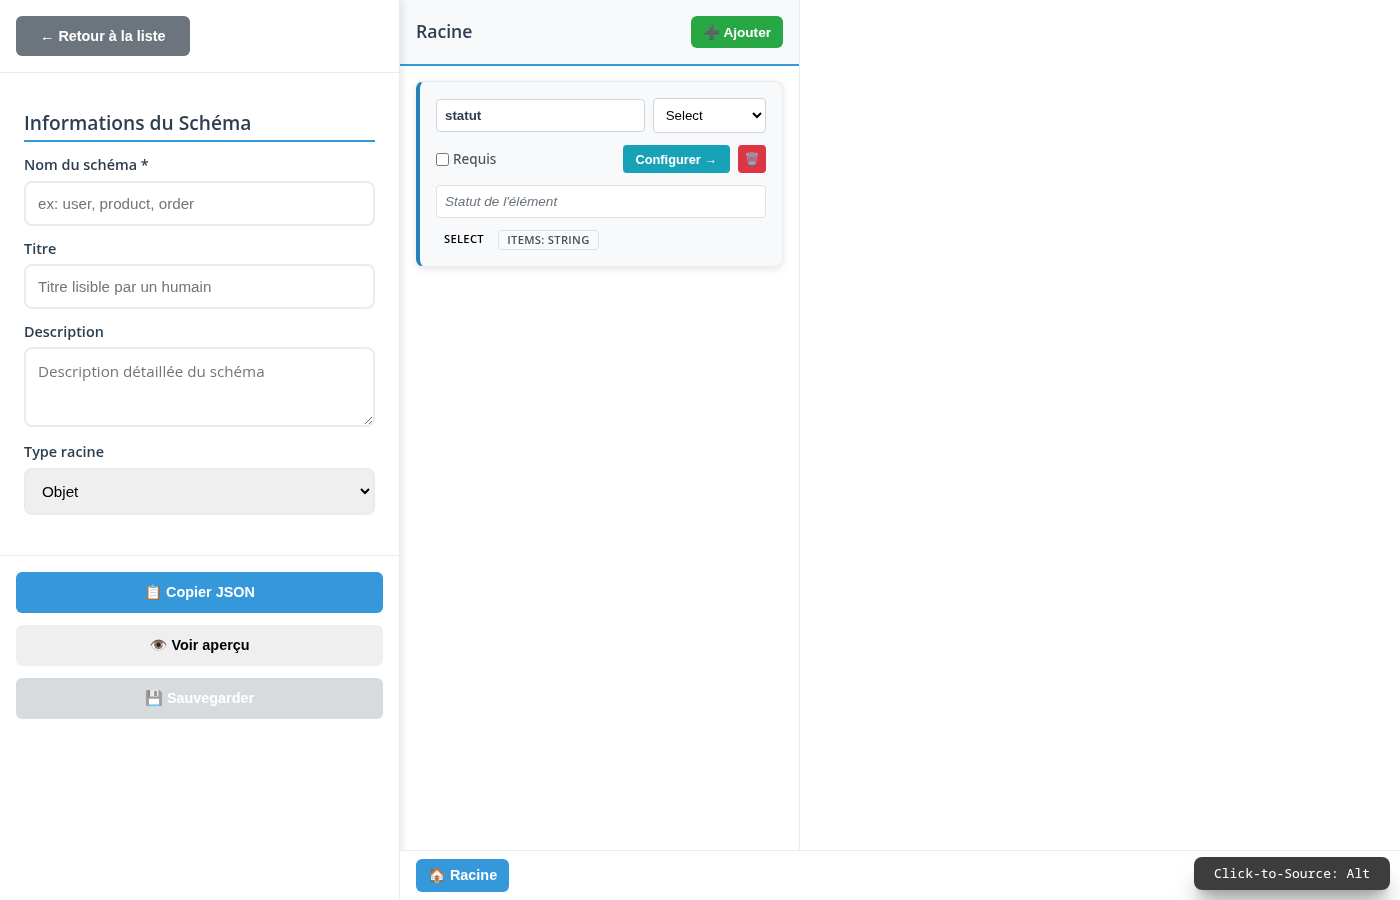 ← Retour à la liste
Informations du Schéma
Nom du schéma *
ex: user, product, order
Titre
Titre lisible par un humain
Description
Description détaillée du schéma
Type racine
Objet
📋 Copier JSON
👁️ Voir aperçu
💾 Sauvegarder
Racine
➕ Ajouter
statut
Select
Requis
Configurer →
🗑️
Statut de l'élément
SELECT
ITEMS: STRING
🏠 Racine
Click-to-Source: Alt